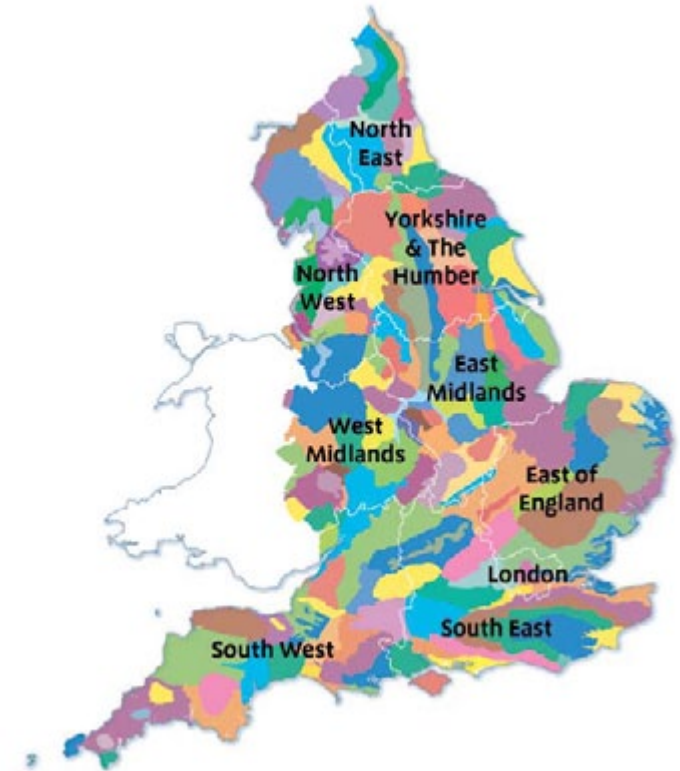 North
East
Yorkshire
& The
Humber
North
West
East
Midlands
West
Midlands
East of
England
London
South East
South West